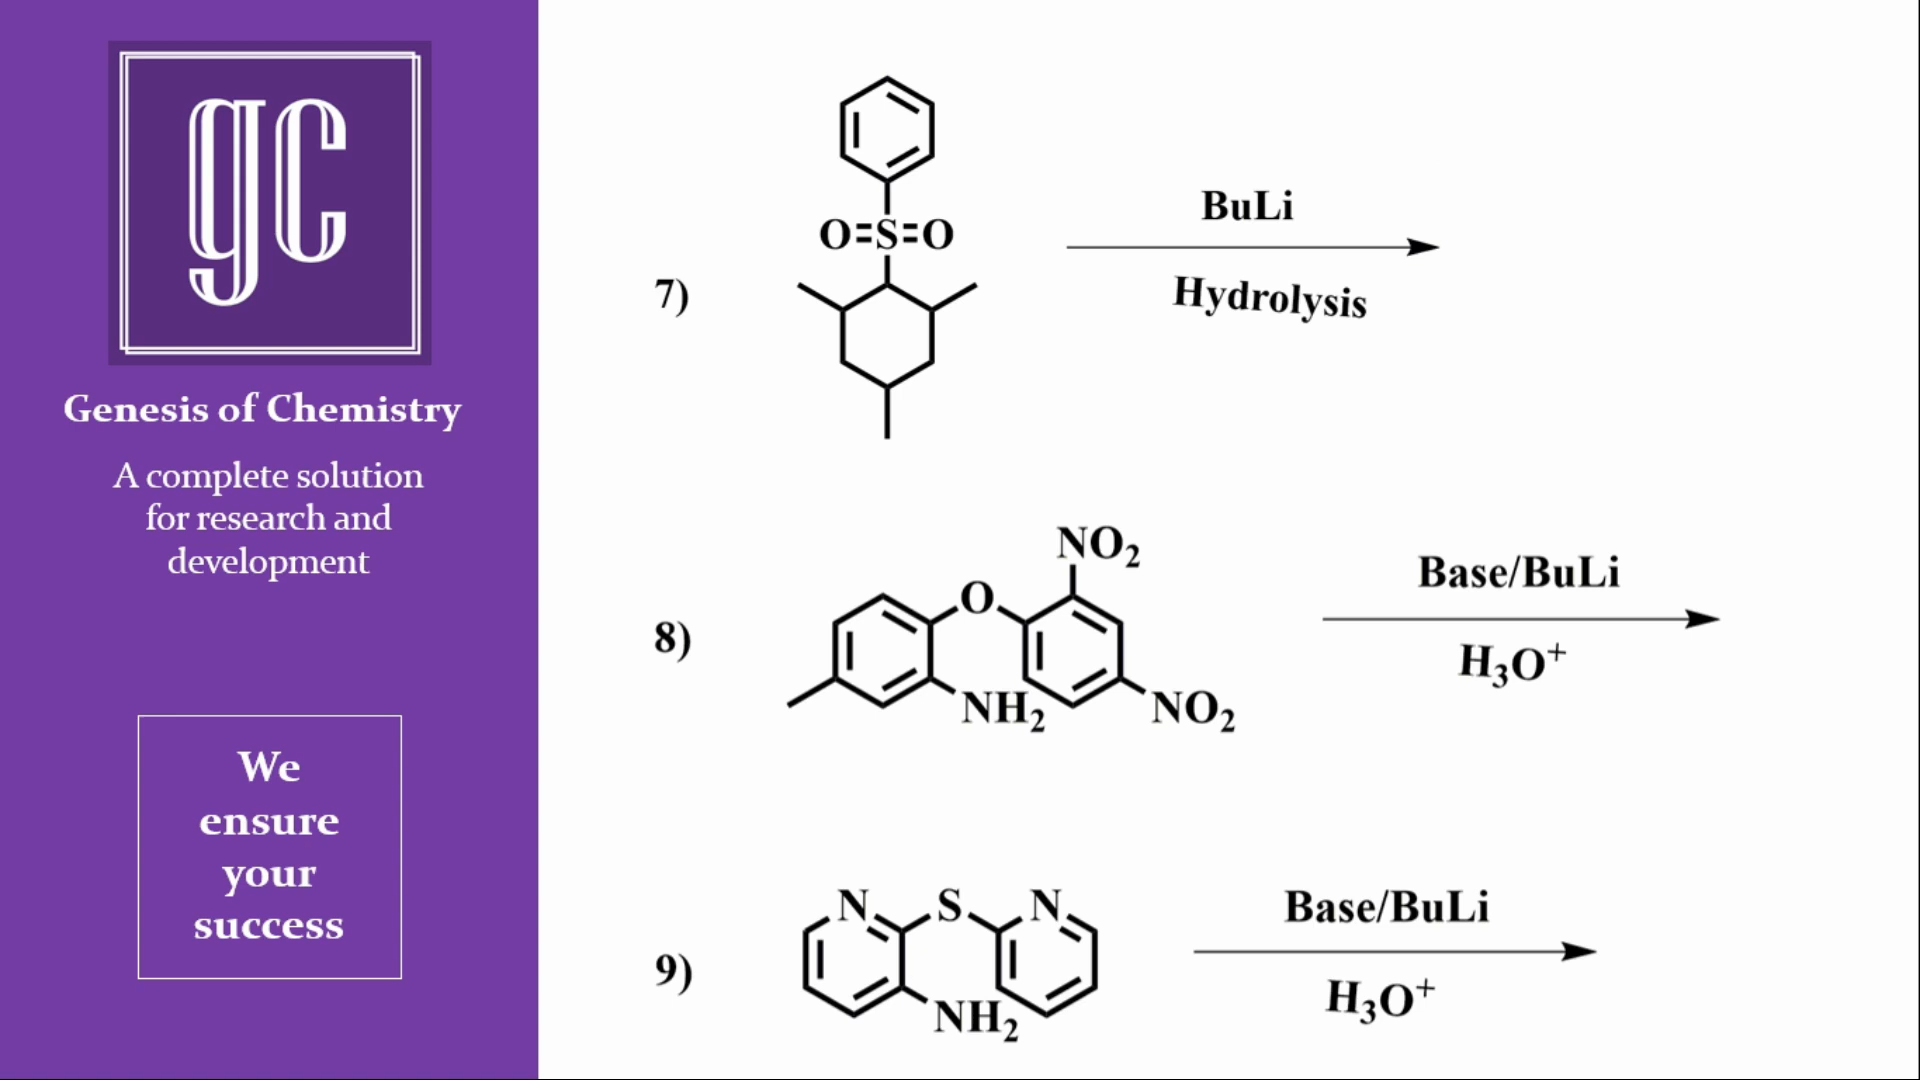 gc
Genesis of Chemistry
A complete solution
for research and
development
We
ensure
your
success
7)
O=S=O
BuLi
Hydrolysis
8)
NO₂
O
NH₂
NO₂
Base/BuLi
H₃O⁺
9)
N
S
N
NH₂
Base/BuLi
H₃O⁺